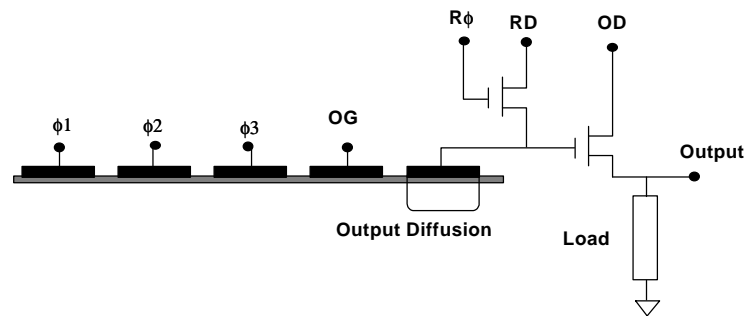 Rϕ RD OD
ϕ1 ϕ2 ϕ3 OG
Output
Output Diffusion
Load